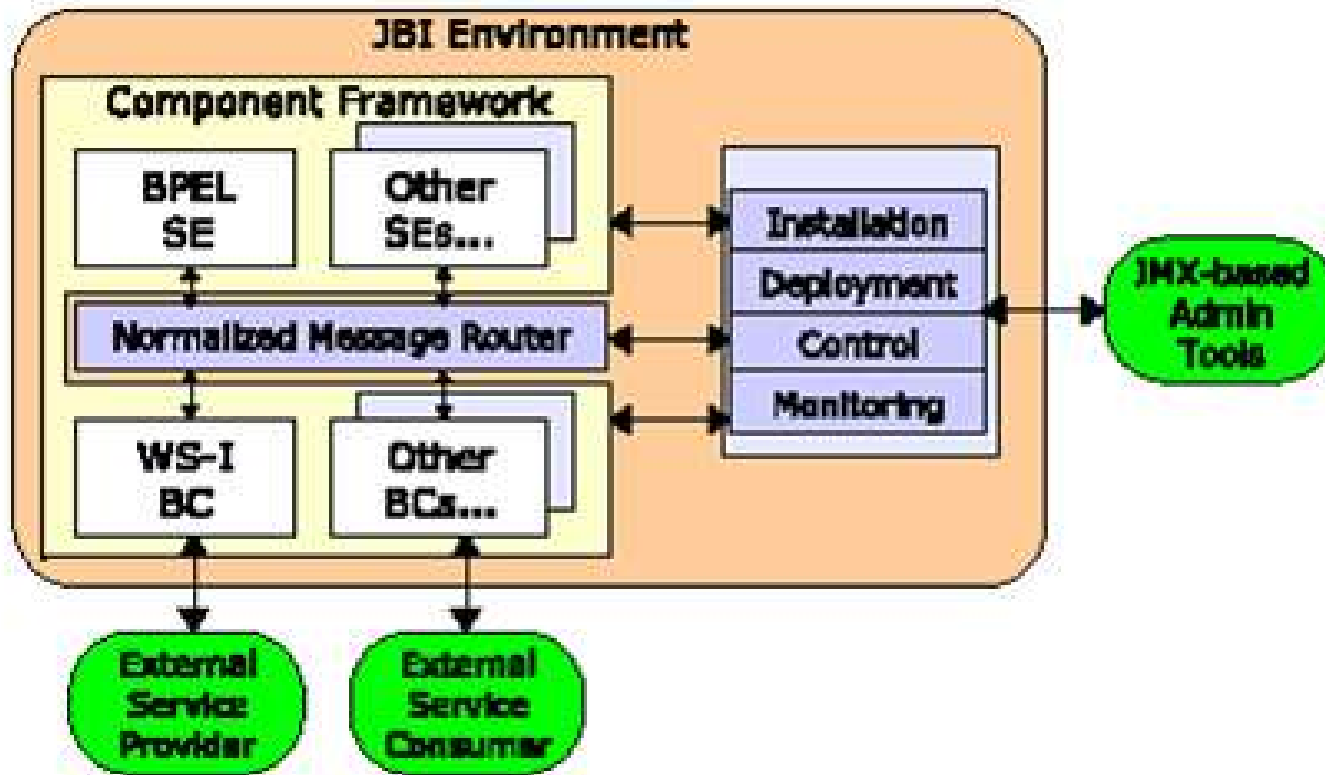 JBI Environment
Component Framework
BPEL
SE
Other
SEs...
Normalized Message Router
WS-I
BC
Other
BCs...
Installation
Deployment
Control
Monitoring
JMX-based
Admin
Tools
External
Service
Provider
External
Service
Consumer